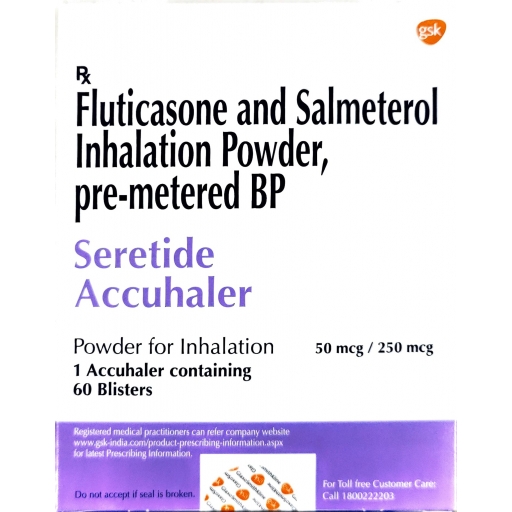 gsk
Rx
Fluticasone and Salmeterol
Inhalation Powder,
pre-metered BP
Seretide
Accuhaler
Powder for Inhalation
50 mcg / 250 mcg
1 Accuhaler containing
60 Blisters
Registered medical practitioners can refer company website
www.gsk-india.com/product-prescribing-information.aspx
for latest Prescribing Information.
Do not accept if seal is broken.
For Toll free Customer Care:
Call 1800222203